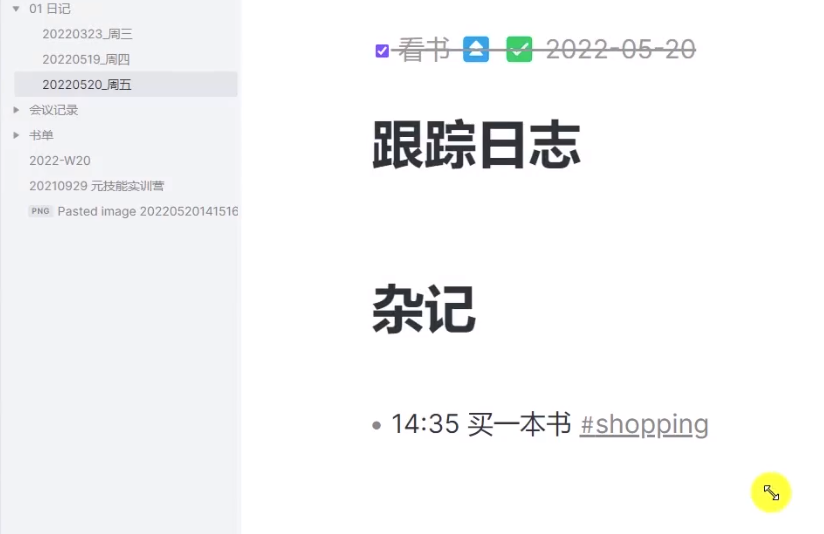 01 日记
20220323_周三
20220519_周四
20220520_周五
会议记录
书单
2022-W20
20210929 元技能实训营
PNG Pasted image 20220520141516
看书 ⏫ ✅ 2022-05-20
跟踪日志
杂记
14:35 买一本书 #shopping